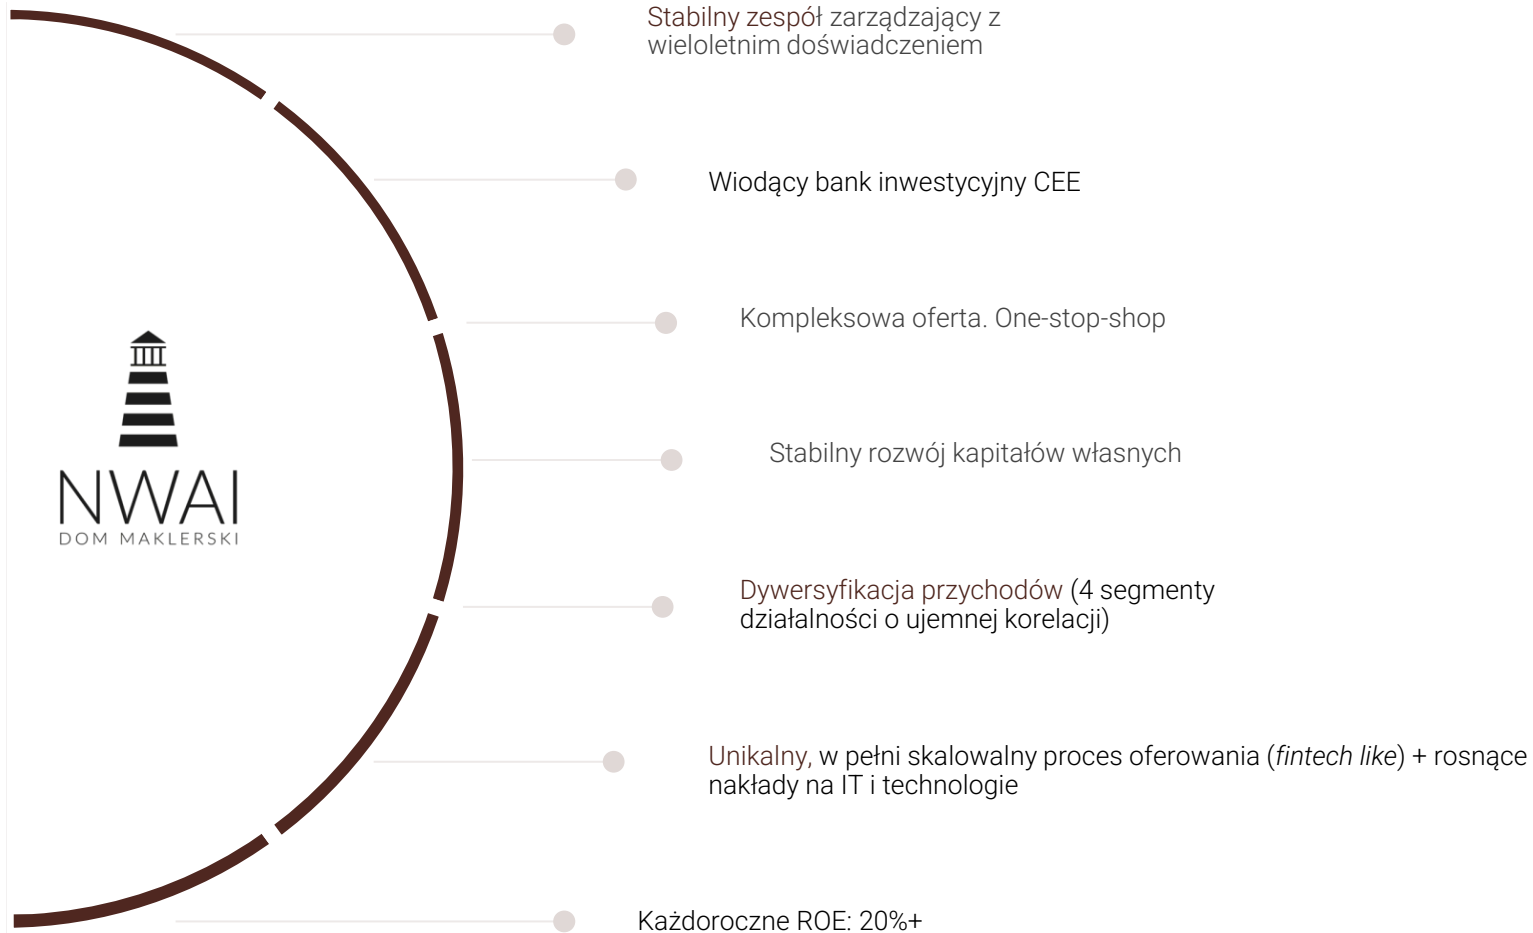 Stabilny zespół zarządzający z
wieloletnim doświadczeniem
Wiodący bank inwestycyjny CEE
Kompleksowa oferta. One-stop-shop
NWAI
DOM MAKLERSKI
Stabilny rozwój kapitałów własnych
Dywersyfikacja przychodów (4 segmenty
działalności o ujemnej korelacji)
Unikalny, w pełni skalowalny proces oferowania (fintech like) + rosnące
nakłady na IT i technologie
Każdoroczne ROE: 20%+